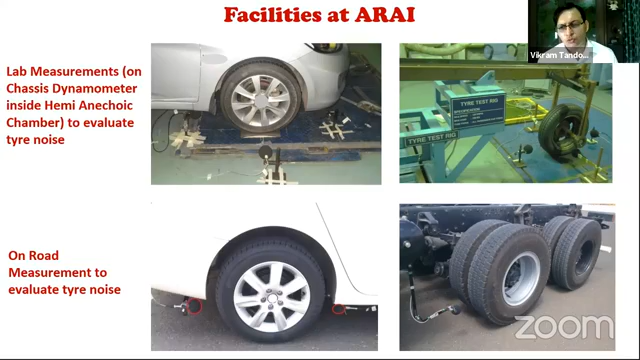 Facilities at ARAI
Vikram Tando...
Lab Measurements (on
Chassis Dynamometer
inside Hemi Anechoic
Chamber) to evaluate
tyre noise
TYRE TEST RIG
TYRE TEST RIG
On Road
Measurement to
evaluate tyre noise
zoom